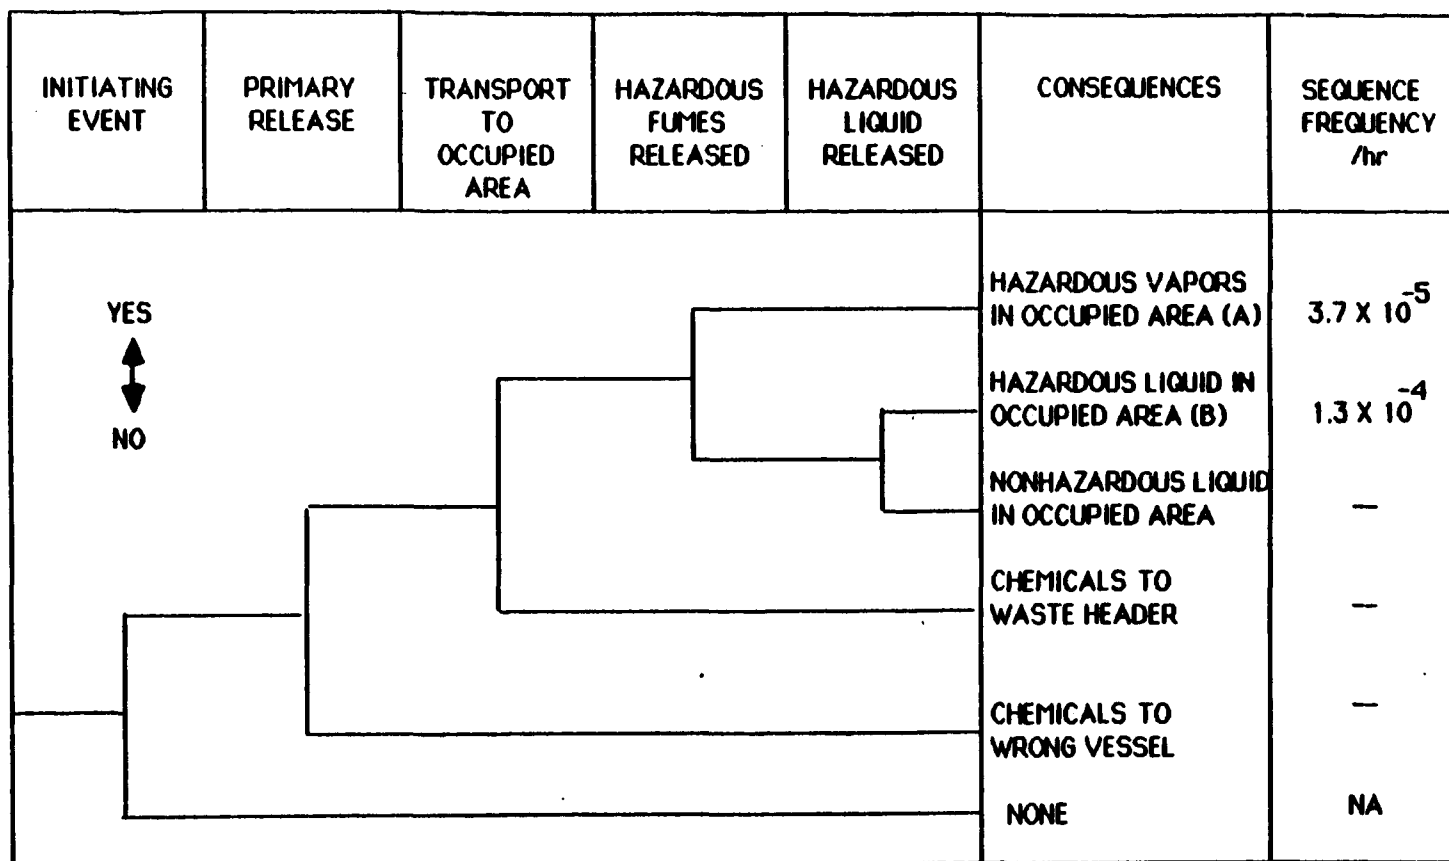 INITIATING
EVENT
PRIMARY
RELEASE
TRANSPORT
TO
OCCUPIED
AREA
HAZARDOUS
FUMES
RELEASED
HAZARDOUS
LIQUID
RELEASED
CONSEQUENCES
SEQUENCE
FREQUENCY
/hr
YES
NO
HAZARDOUS VAPORS
IN OCCUPIED AREA (A)
3.7 X 10^-5
HAZARDOUS LIQUID IN
OCCUPIED AREA (B)
1.3 X 10^-4
NONHAZARDOUS LIQUID
IN OCCUPIED AREA
—
CHEMICALS TO
WASTE HEADER
—
CHEMICALS TO
WRONG VESSEL
—
NONE
NA